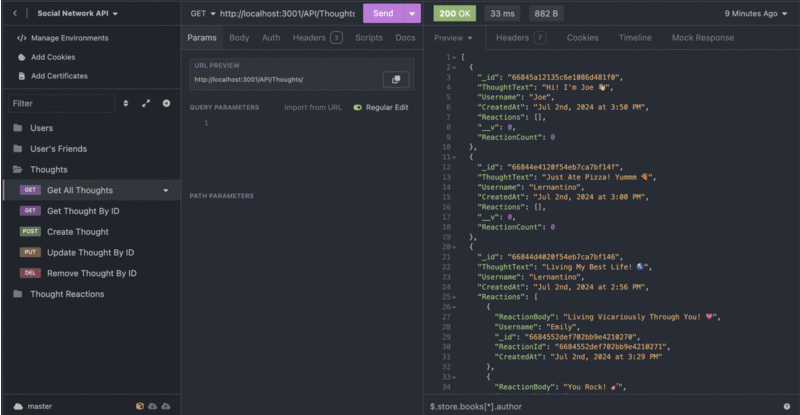 Social Network API
Manage Environments
Add Cookies
Add Certificates
Filter
Users
User's Friends
Thoughts
GET Get All Thoughts
GET Get Thought By ID
POST Create Thought
PUT Update Thought By ID
DEL Remove Thought By ID
Thought Reactions
master
GET http://localhost:3001/API/Thoughts Send
Params Body Auth Headers 3 Scripts Docs
URL PREVIEW
http://localhost:3001/API/Thoughts/
QUERY PARAMETERS Import from URL Regular Edit
1
PATH PARAMETERS
200 OK 33 ms 882 B 9 Minutes Ago
Preview Headers 7 Cookies Timeline Mock Response
1 [
2 {
3 "_id": "66845a12135c6e1086d481f0",
4 "ThoughtText": "Hi! I'm Joe 👋🏼",
5 "Username": "Joe",
6 "CreatedAt": "Jul 2nd, 2024 at 3:50 PM",
7 "Reactions": [],
8 "__v": 0,
9 "ReactionCount": 0
10 },
11 {
12 "_id": "66844e4120f54eb7ca7bf14f",
13 "ThoughtText": "Just Ate Pizza! Yummm 🍕",
14 "Username": "Lernantino",
15 "CreatedAt": "Jul 2nd, 2024 at 3:00 PM",
16 "Reactions": [],
17 "__v": 0,
18 "ReactionCount": 0
19 },
20 {
21 "_id": "66844d4020f54eb7ca7bf146",
22 "ThoughtText": "Living My Best Life! 🌎",
23 "Username": "Lernantino",
24 "CreatedAt": "Jul 2nd, 2024 at 2:56 PM",
25 "Reactions": [
26 {
27 "ReactionBody": "Living Vicariously Through You! 💓",
28 "Username": "Emily",
29 "_id": "6684552def702bb9e4210270",
30 "ReactionId": "6684552def702bb9e4210271",
31 "CreatedAt": "Jul 2nd, 2024 at 3:29 PM"
32 },
33 {
34 "ReactionBody": "You Rock! 🎸",
$.store.books[*].author